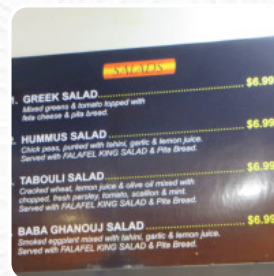 SALADS
1. GREEK SALAD.................................$6.99
Mixed greens & tomato topped with
feta cheese & pita bread.
HUMMUS SALAD.................................$6.99
Chick peas, puréed with tahini, garlic & lemon juice.
Served with FALAFEL KING SALAD & Pita Bread.
TABOULI SALAD.................................$6.99
Cracked wheat, lemon juice & olive oil mixed with
chopped, fresh parsley, tomato, scallion & mint.
Served with FALAFEL KING SALAD & Pita Bread.
BABA GHANOUJ SALAD.................................$6.99
Smoked eggplant mixed with tahini, garlic & lemon juice.
Served with FALAFEL KING SALAD & Pita Bread.